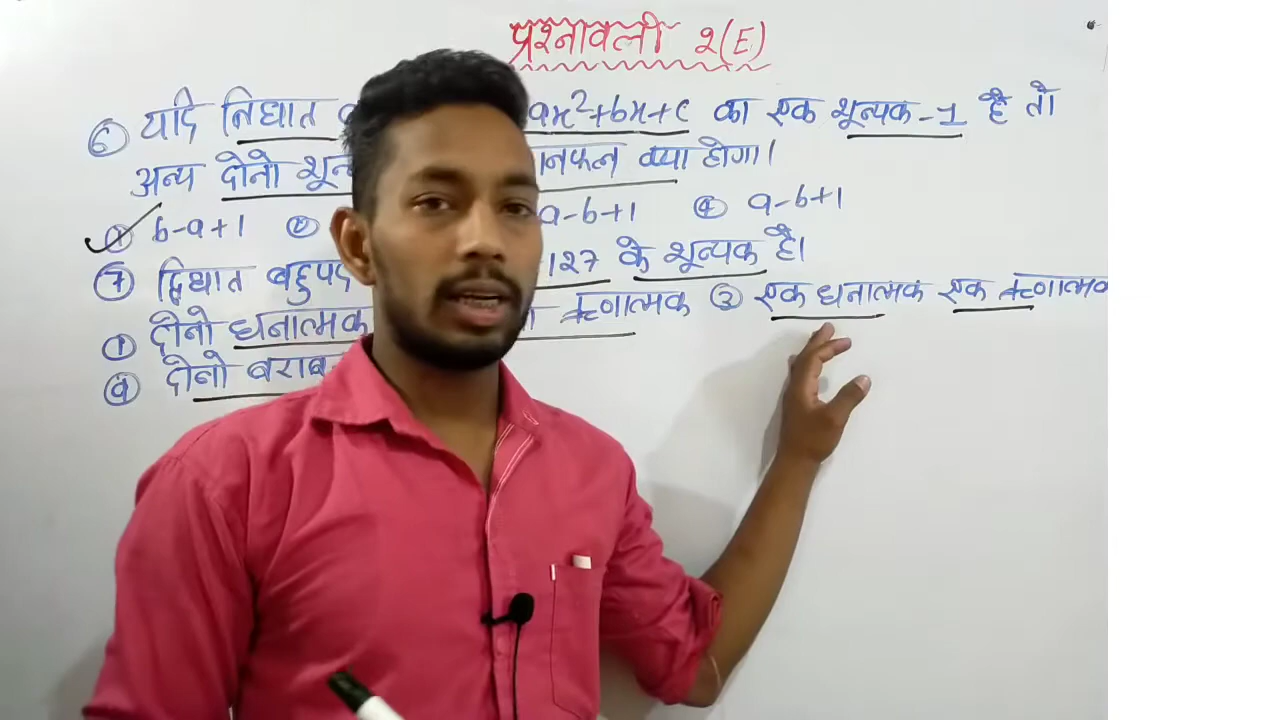 प्रश्नावली 2(E)
⑥ यदि त्रिघात ax²+bx+c का एक शून्यक -1 है तो
अन्य दोनो क्या होगा।
① b-a+1 ② a-b+1 ④ a-b+1
⑦ द्विघात बहुपद 127 के शून्यक है।
① दोनो धनात्मक ऋणात्मक ③ एक धनात्मक एक ऋणात्मक
④ दोनो बराबर